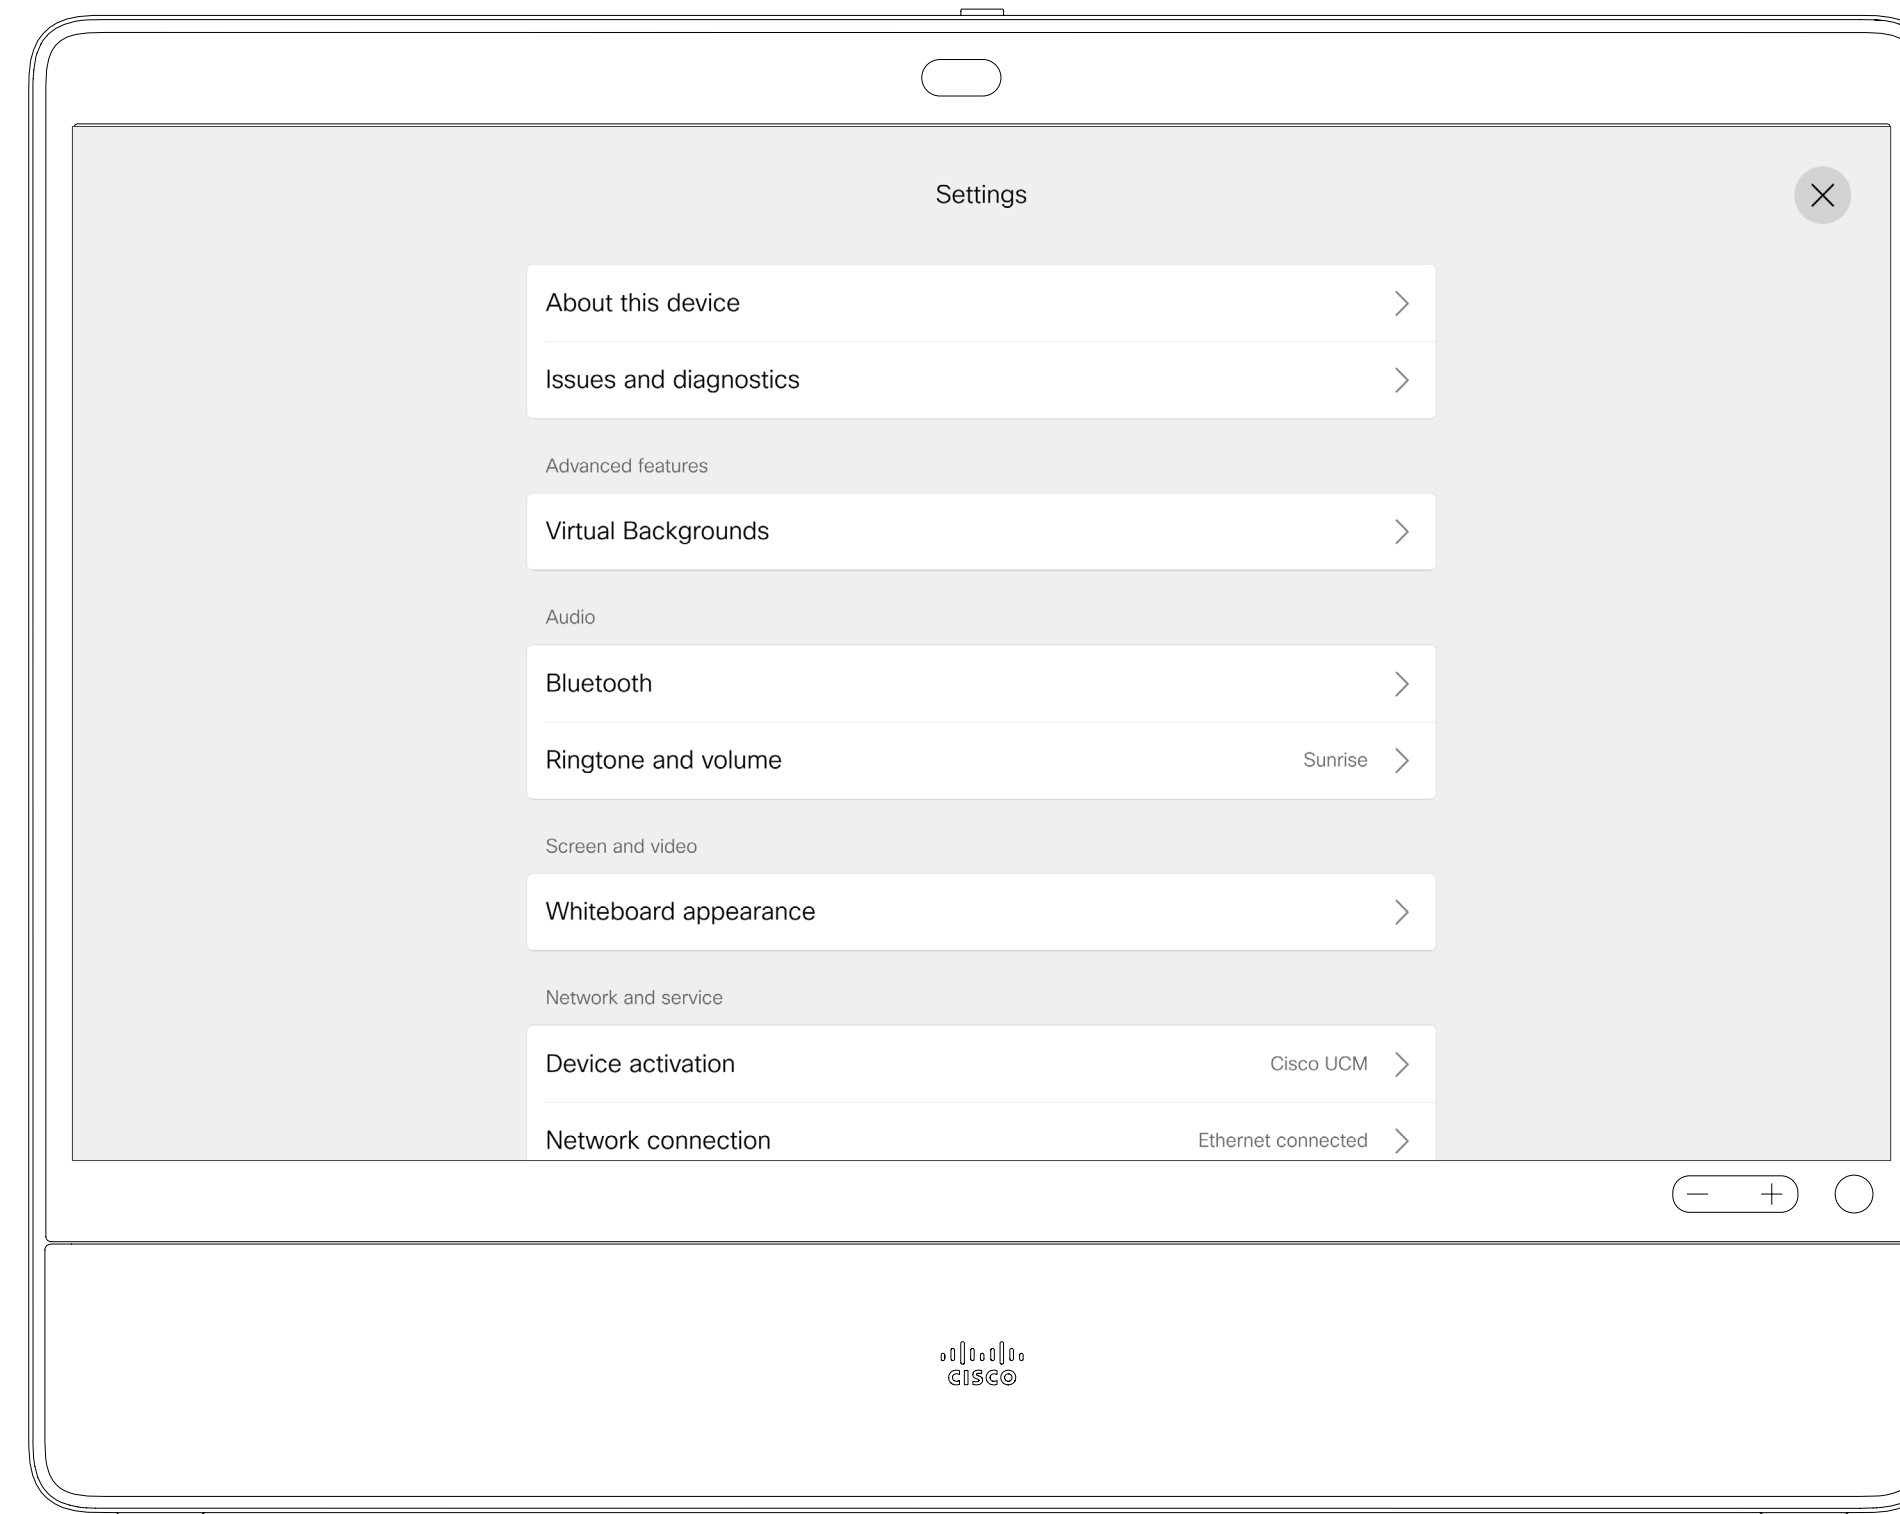 Settings
About this device
Issues and diagnostics
Advanced features
Virtual Backgrounds
Audio
Bluetooth
Ringtone and volume Sunrise
Screen and video
Whiteboard appearance
Network and service
Device activation Cisco UCM
Network connection Ethernet connected
CISCO